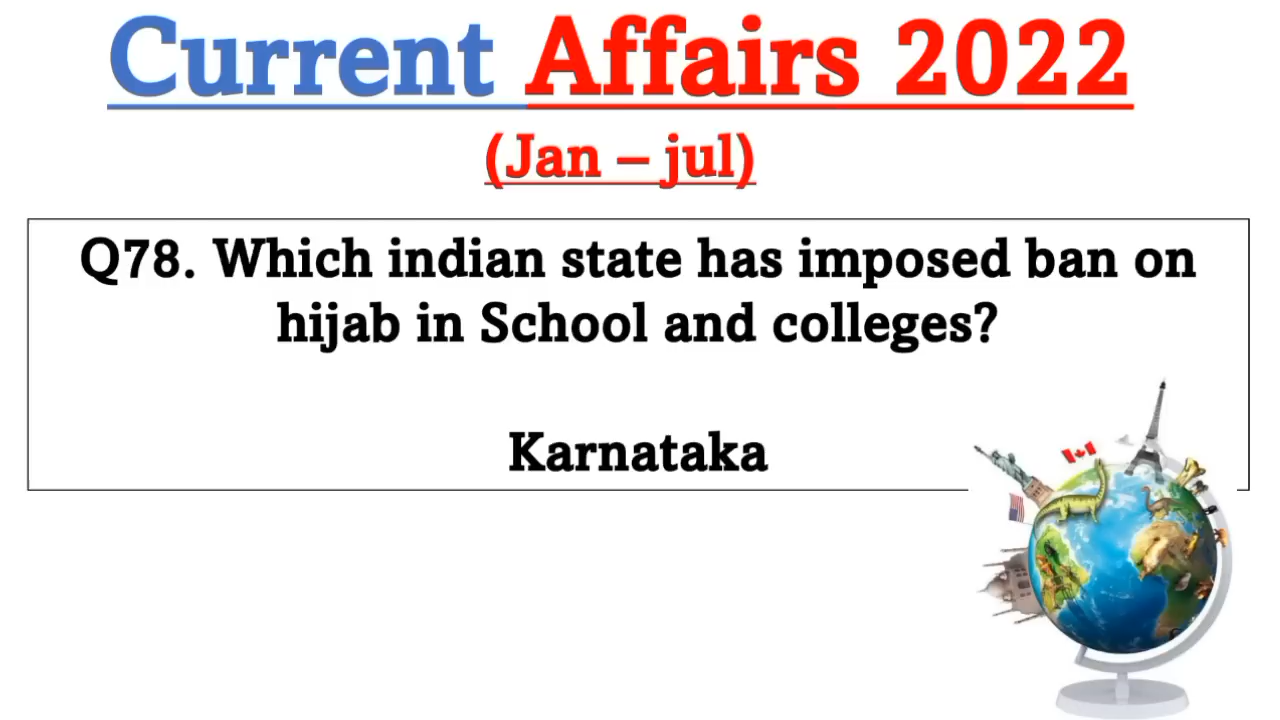 Current Affairs 2022
(Jan – jul)
Q78. Which indian state has imposed ban on
hijab in School and colleges?
Karnataka